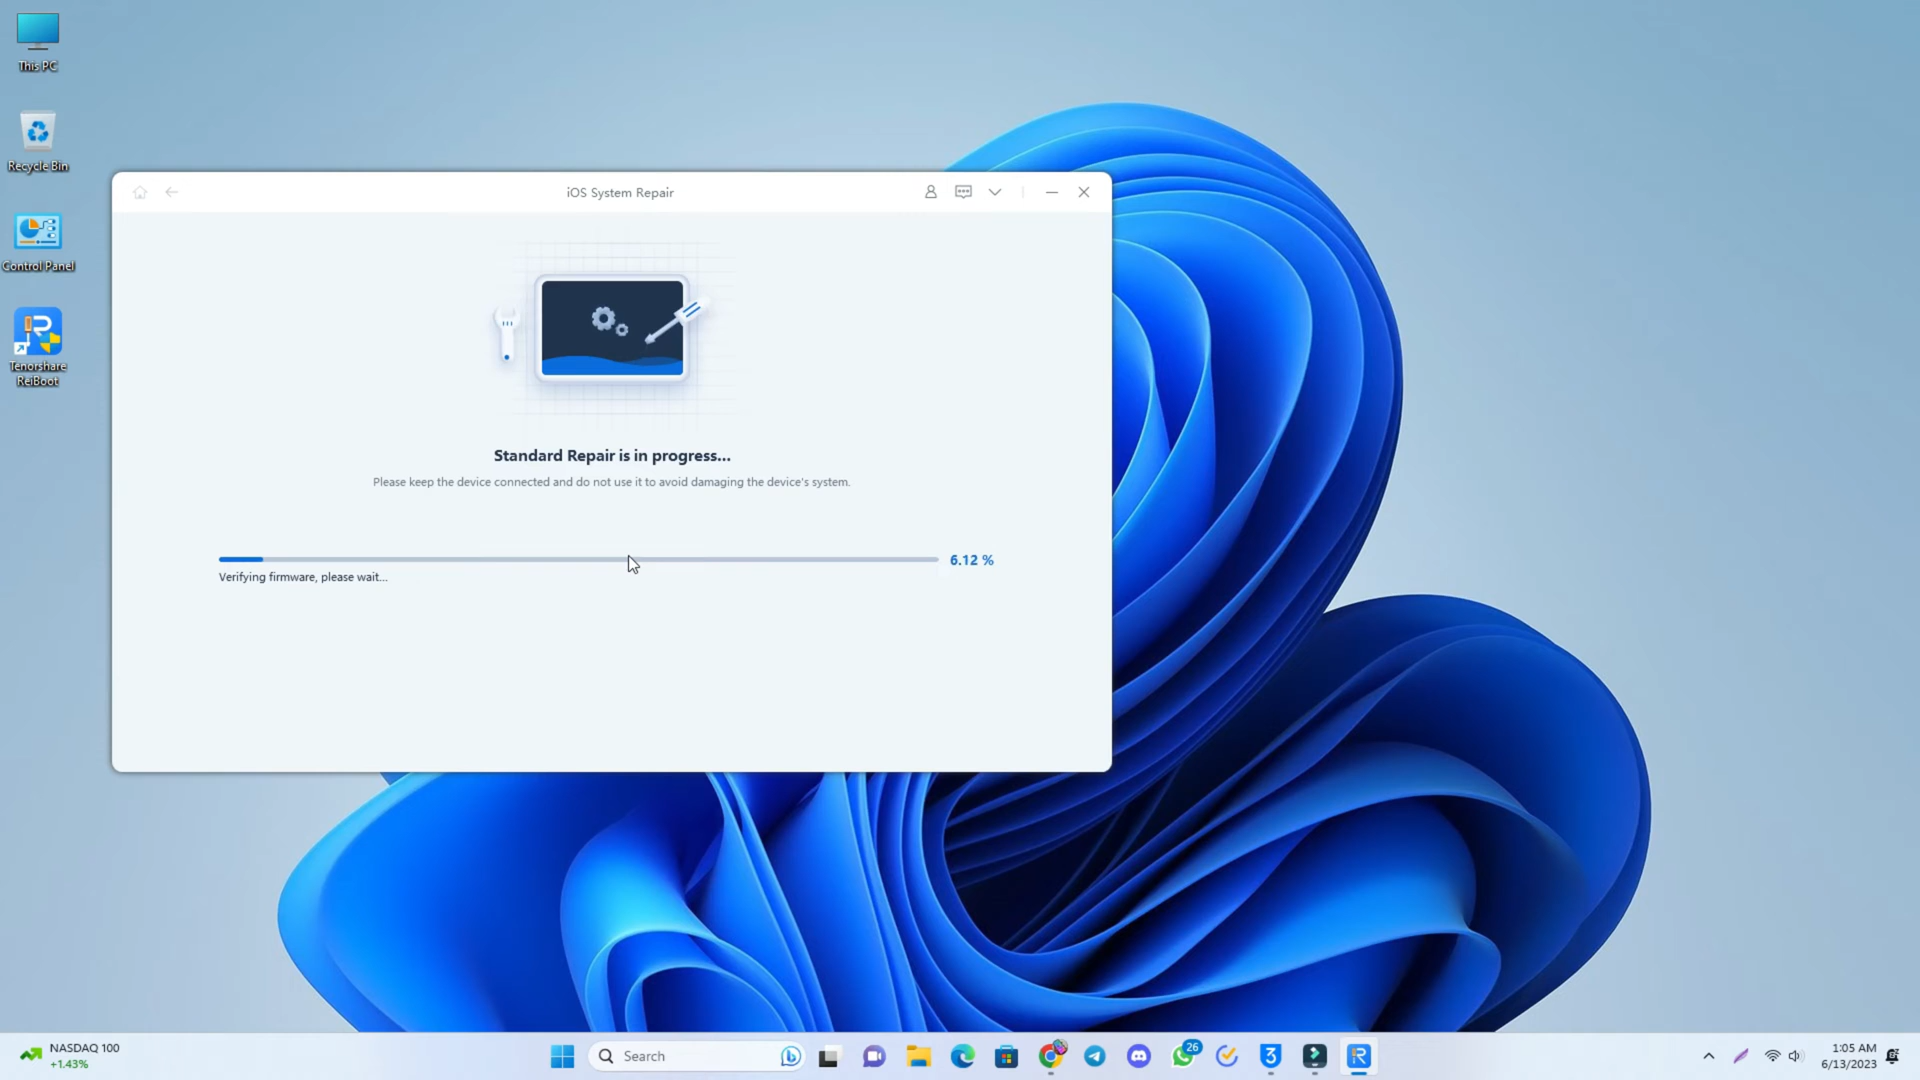 This PC
Recycle Bin
Control Panel
Tenorshare
ReiBoot
iOS System Repair
Standard Repair is in progress...
Please keep the device connected and do not use it to avoid damaging the device's system.
6.12 %
Verifying firmware, please wait...
NASDAQ 100
+1.43%
Search
26
1:05 AM
6/13/2023